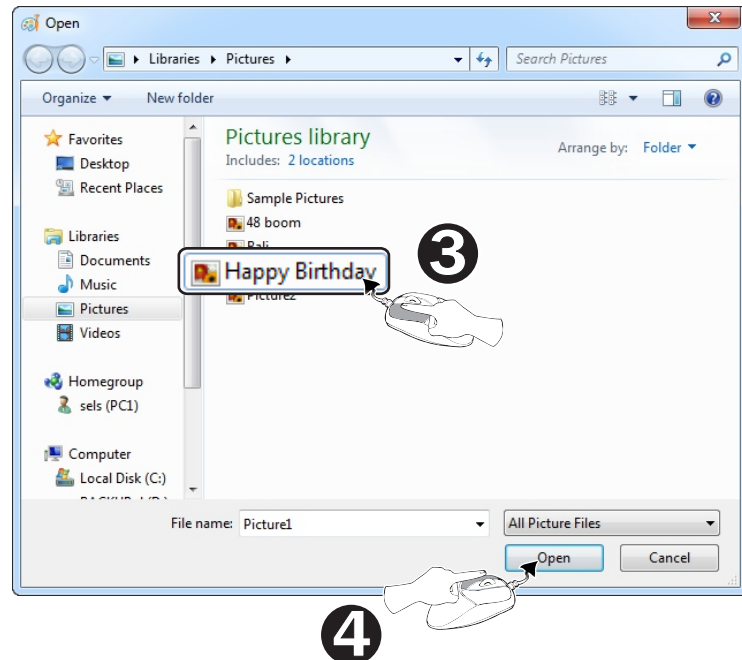 Open
Libraries Pictures
Search Pictures
Organize New folder
Favorites
Desktop
Recent Places
Libraries
Documents
Music
Pictures
Videos
Homegroup
sels (PC1)
Computer
Local Disk (C:)
Pictures library
Includes: 2 locations
Arrange by: Folder
Sample Pictures
48 boom
Bali
Happy Birthday
Picture2
3
File name: Picture1
All Picture Files
Open
Cancel
4